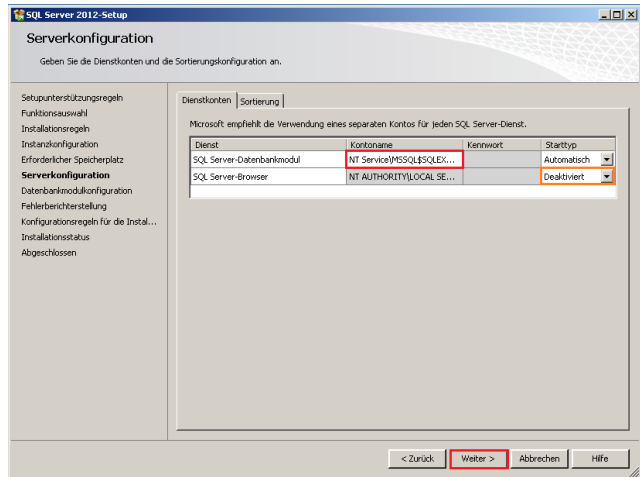 SQL Server 2012-Setup
Serverkonfiguration
Geben Sie die Dienstkonten und die Sortierungskonfiguration an.
Setupunterstützungsregeln
Funktionsauswahl
Installationsregeln
Instanzkonfiguration
Erforderlicher Speicherplatz
Serverkonfiguration
Datenbankmodulkonfiguration
Fehlerberichterstellung
Konfigurationsregeln für die Instal...
Installationsstatus
Abgeschlossen
Dienstkonten Sortierung
Microsoft empfiehlt die Verwendung eines separaten Kontos für jeden SQL Server-Dienst.
Dienst Kontoname Kennwort Starttyp
SQL Server-Datenbankmodul NT Service\MSSQL$SQLEX... Automatisch
SQL Server-Browser NT AUTHORITY\LOCAL SE... Deaktiviert
< Zurück Weiter > Abbrechen Hilfe